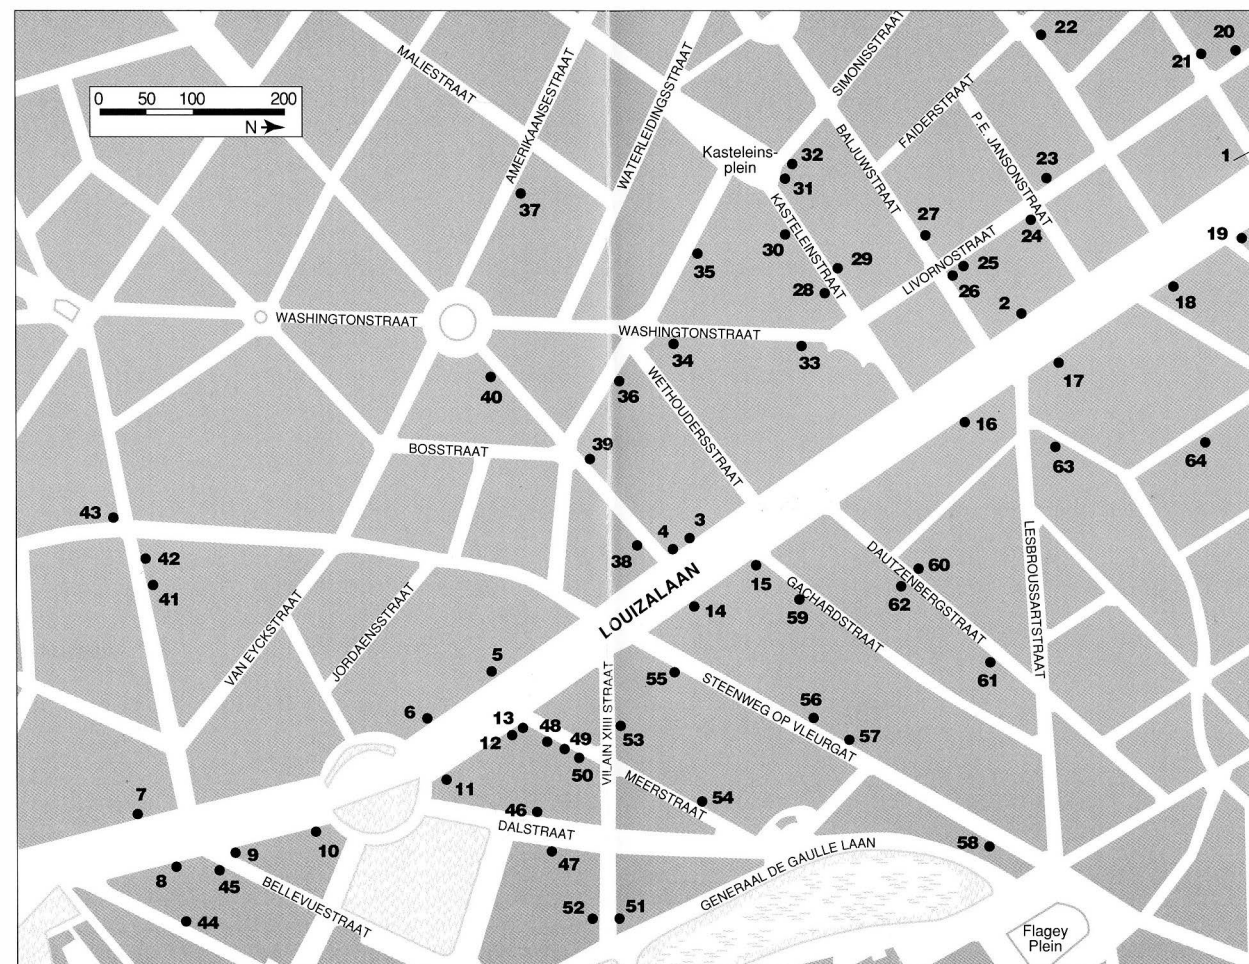 22
20
21
SIMONISSTRAAT
MALIESTRAAT
AMERIKAANSESTRAAT
WATERLEIDINGSSTRAAT
FAIDERSTRAAT
P.E. JANSONSTRAAT
BALJUWSTRAAT
0 50 100 200
N
Kasteleins-
plein
32
31
23
1
37
KASTELEINSTRAAT
30
27
24
19
35
29
LIVORNOSTRAAT
25
28
26
2
18
WASHINGTONSTRAAT
WASHINGTONSTRAAT
34
33
17
40
36
WETHOUDERSSTRAAT
16
39
BOSSTRAAT
63
64
43
42
41
4
3
38
LOUIZALAAN
15
14
59
GACHARDSTRAAT
DAUTZENBERGSTRAAT
60
62
LESBROUSSARTSTRAAT
VAN EYCKSTRAAT
JORDAENSSTRAAT
5
55
61
6
VILAIN XIIII STRAAT
STEENWEG OP VLEURGAT
56
57
13
12
48
49
50
53
11
MEERSTRAAT
54
7
46
DALSTRAAT
47
10
9
8
45
BELLEVUESTRAAT
44
GENERAAL DE GAULLE LAAN
58
52
51
Flagey
Plein